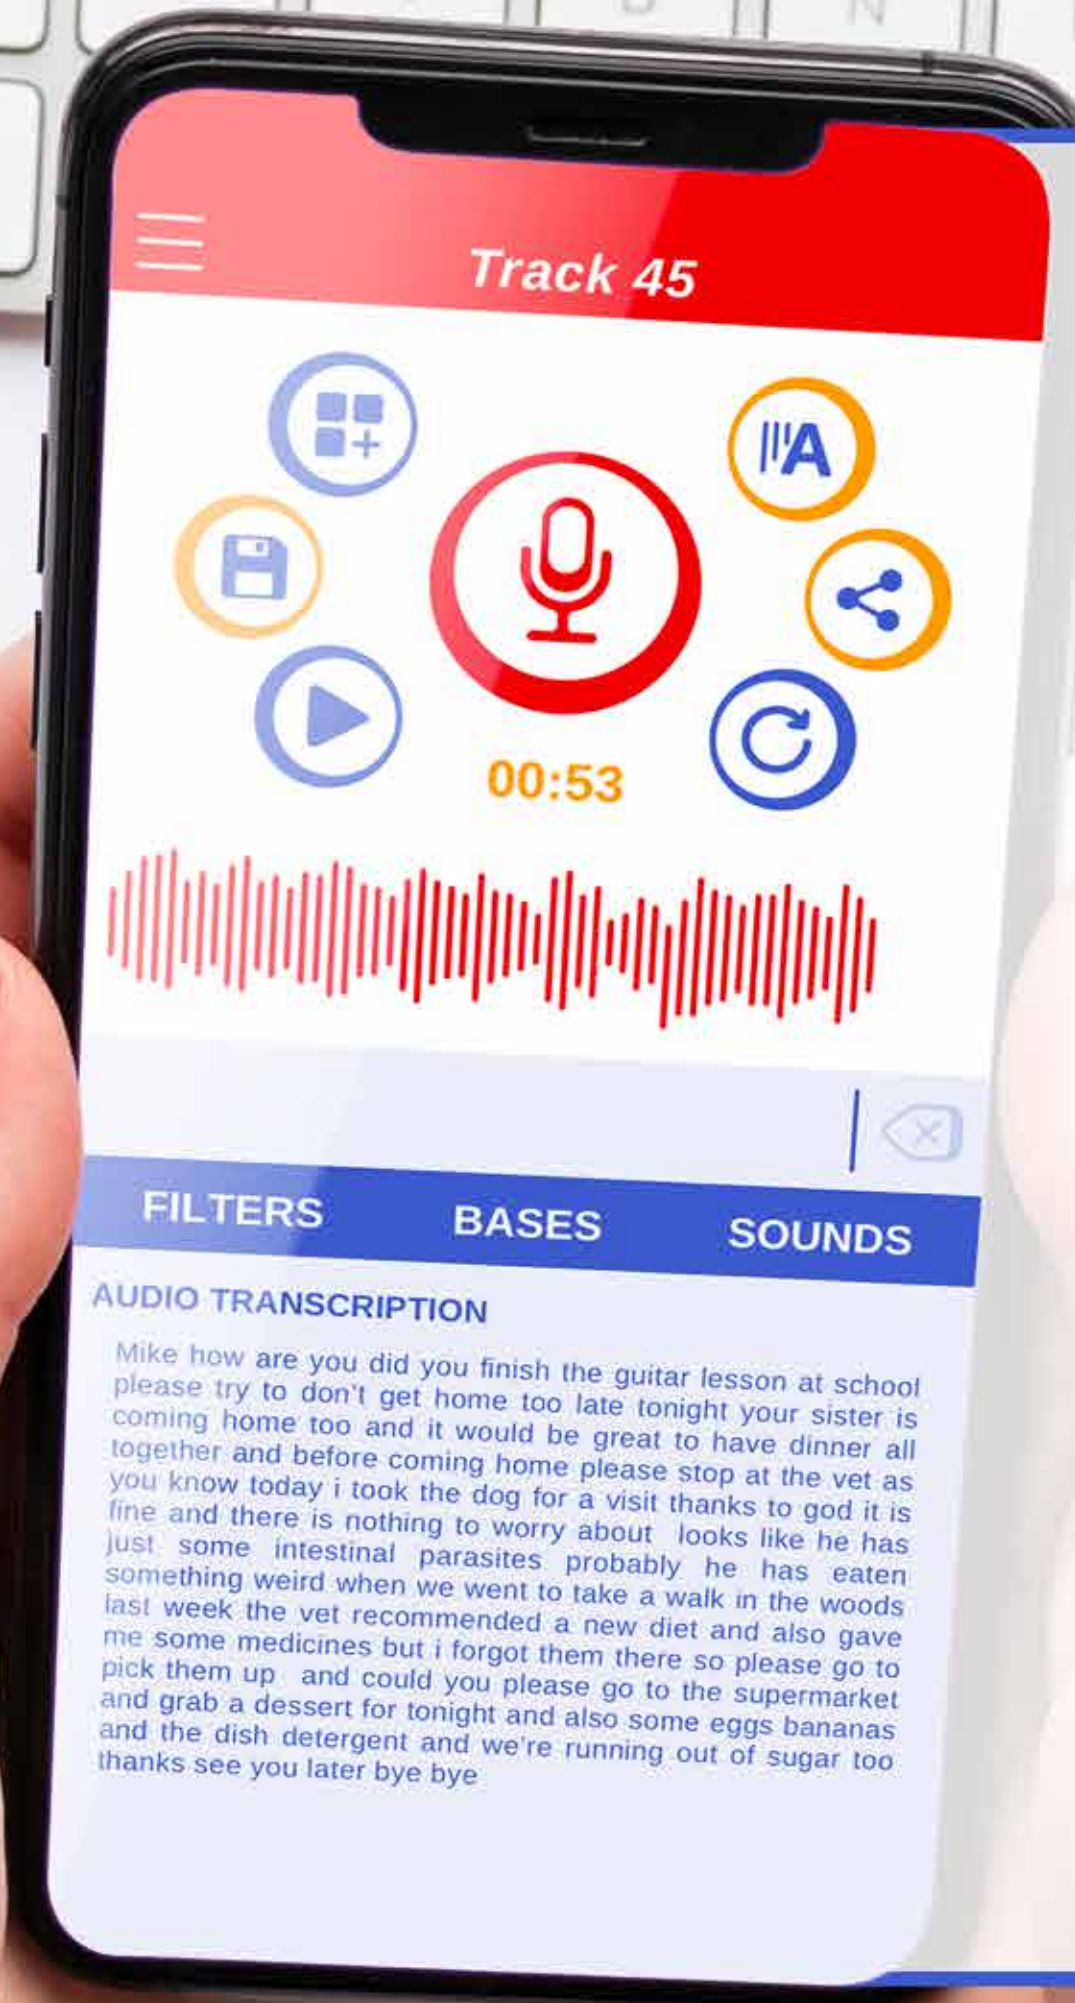 Track 45
A
00:53
FILTERS BASES SOUNDS
AUDIO TRANSCRIPTION
Mike how are you did you finish the guitar lesson at school
please try to don't get home too late tonight your sister is
coming home too and it would be great to have dinner all
together and before coming home please stop at the vet as
you know today i took the dog for a visit thanks to god it is
fine and there is nothing to worry about looks like he has
just some intestinal parasites probably he has eaten
something weird when we went to take a walk in the woods
last week the vet recommended a new diet and also gave
me some medicines but i forgot them there so please go to
pick them up and could you please go to the supermarket
and grab a dessert for tonight and also some eggs bananas
and the dish detergent and we're running out of sugar too
thanks see you later bye bye